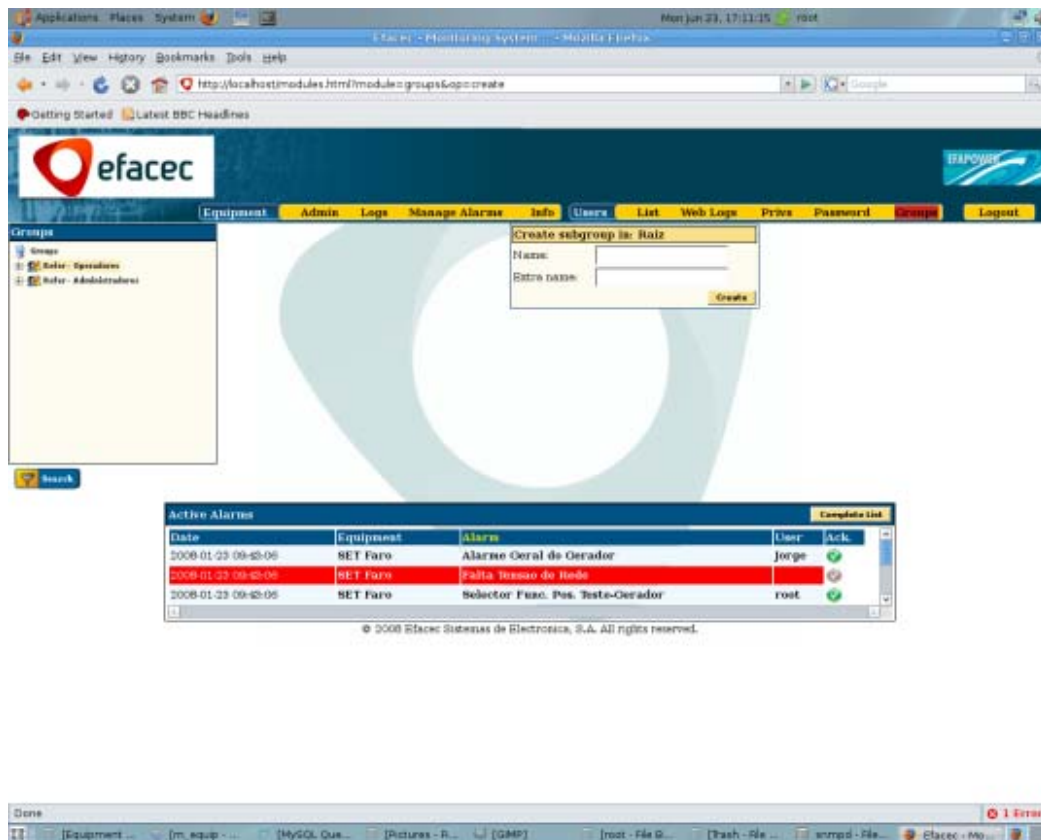 Applications Places System Mon Jun 23, 17:11:15 root
Efacec - Monitoring System ... - Mozilla Firefox
File Edit View History Bookmarks Tools Help
http://localhost/modules.html?module=groups&op=create Google
Getting Started Latest BBC Headlines
efacec
EFAPOWER
Equipment Admin Logs Manage Alarms Info Users List Web Logs Privs Password Groups Logout
Groups
Groups
Refer - Operadores
Refer - Administradores
Create subgroup in: Raiz
Name:
Extra name:
Create
Search
Active Alarms Complete List
Date Equipment Alarm User Ack.
2008-01-23 09:48:06 SET Faro Alarme Geral do Gerador Jorge
2008-01-23 09:48:06 SET Faro Falta Tensao de Rede
2008-01-23 09:48:06 SET Faro Selector Func. Pos. Teste-Gerador root
© 2008 Efacec Sistemas de Electronica, S.A. All rights reserved.
Done 1 Error
[Equipment ... [m_equip - ... [MySQL Que... [Pictures - R... [GIMP] [root - File B... [Trash - File ... snmpd - File... Efacec - Mo...